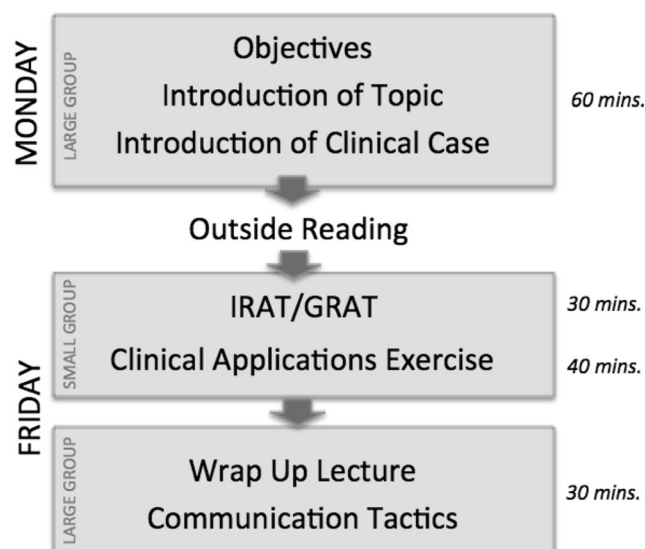 MONDAY
LARGE GROUP
Objectives
Introduction of Topic
Introduction of Clinical Case
60 mins.
Outside Reading
FRIDAY
SMALL GROUP
IRAT/GRAT
30 mins.
Clinical Applications Exercise
40 mins.
LARGE GROUP
Wrap Up Lecture
Communication Tactics
30 mins.